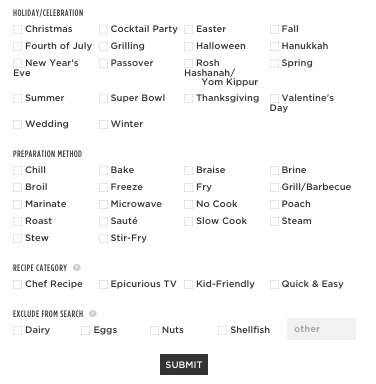 HOLIDAY/CELEBRATION
Christmas Cocktail Party Easter Fall
Fourth of July Grilling Halloween Hanukkah
New Year's Eve Passover Rosh Hashanah/ Yom Kippur Spring
Summer Super Bowl Thanksgiving Valentine's Day
Wedding Winter
PREPARATION METHOD
Chill Bake Braise Brine
Broil Freeze Fry Grill/Barbecue
Marinate Microwave No Cook Poach
Roast Sauté Slow Cook Steam
Stew Stir-Fry
RECIPE CATEGORY ?
Chef Recipe Epicurious TV Kid-Friendly Quick & Easy
EXCLUDE FROM SEARCH ?
Dairy Eggs Nuts Shellfish other
SUBMIT